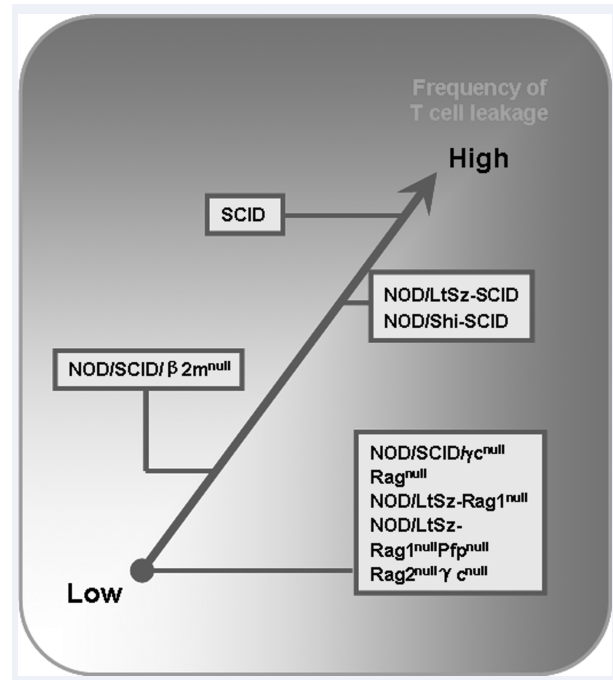 Frequency of
T cell leakage
High
SCID
NOD/LtSz-SCID
NOD/Shi-SCID
NOD/SCID/β2mnull
NOD/SCID/γcnull
Ragnull
NOD/LtSz-Rag1null
NOD/LtSz-
Rag1nullPfpnull
Rag2nullγ cnull
Low